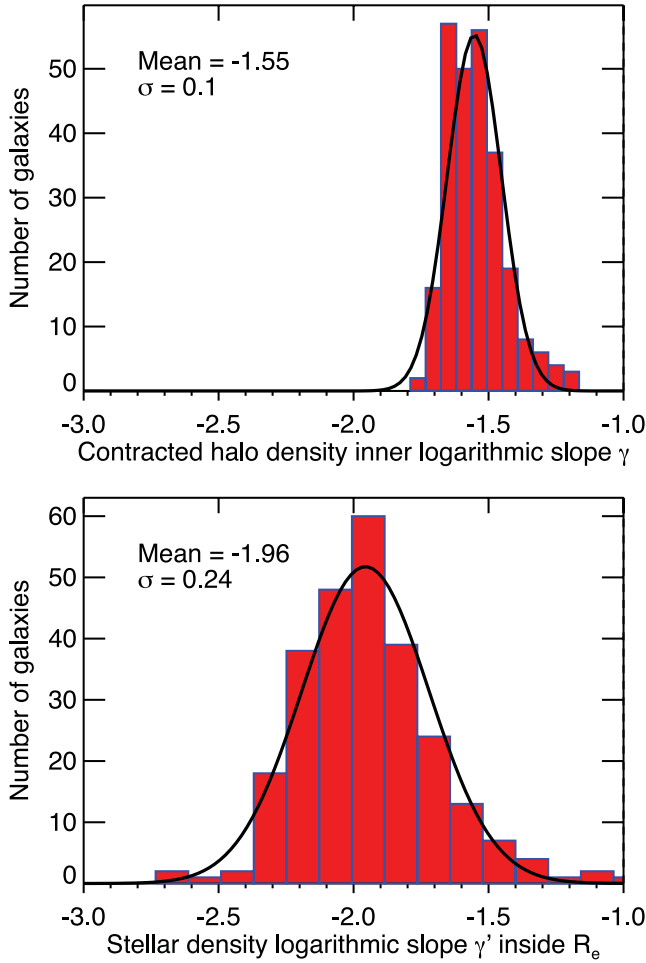 Mean = -1.55
σ = 0.1
Number of galaxies
50
40
30
20
10
0
-3.0 -2.5 -2.0 -1.5 -1.0
Contracted halo density inner logarithmic slope γ
Mean = -1.96
σ = 0.24
Number of galaxies
60
50
40
30
20
10
0
-3.0 -2.5 -2.0 -1.5 -1.0
Stellar density logarithmic slope γ' inside Rₑ